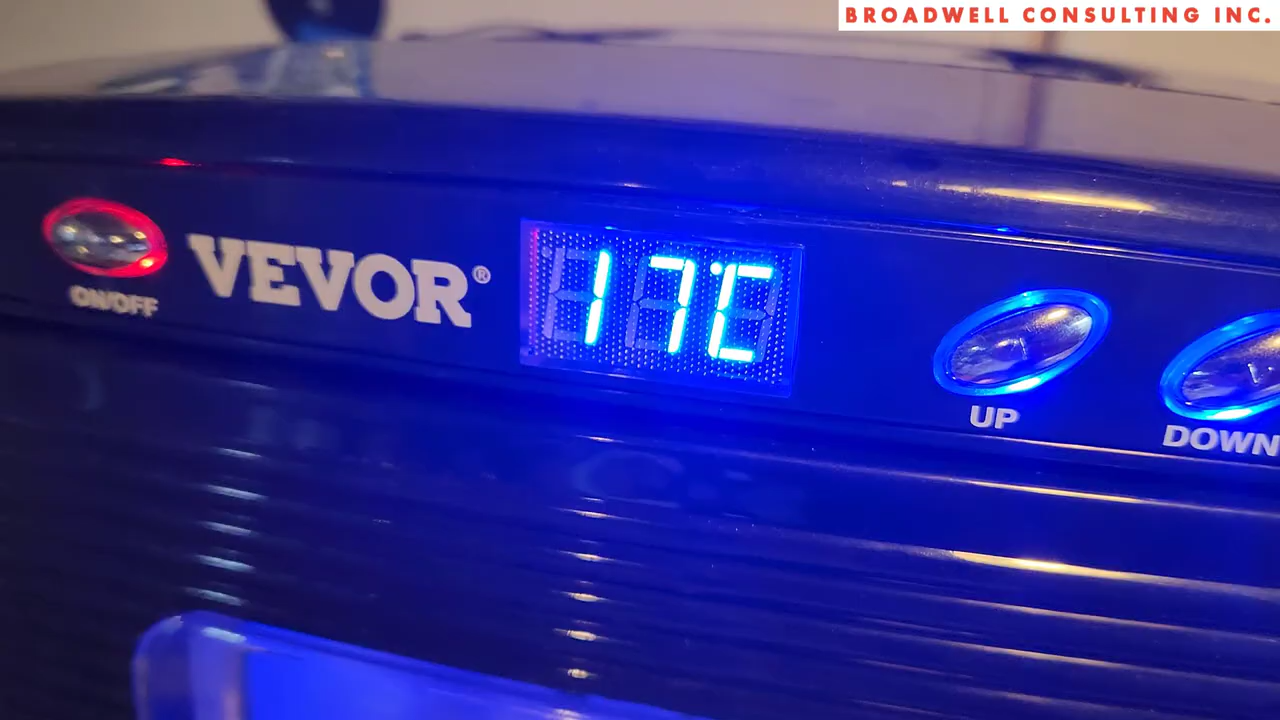 BROADWELL CONSULTING INC.
ON/OFF
VEVOR®
17°C
UP
DOWN